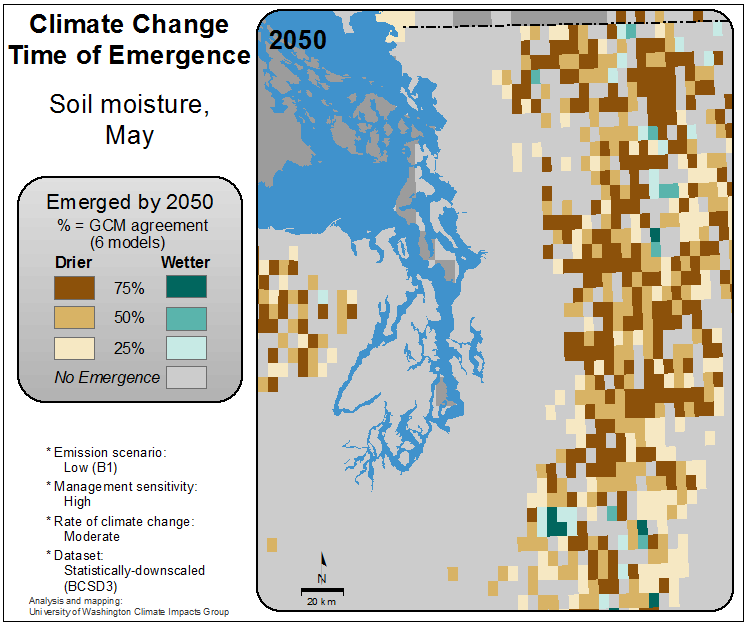 Climate Change
Time of Emergence
Soil moisture,
May
Emerged by 2050
% = GCM agreement
(6 models)
Drier Wetter
75%
50%
25%
No Emergence
* Emission scenario:
Low (B1)
* Management sensitivity:
High
* Rate of climate change:
Moderate
* Dataset:
Statistically-downscaled
(BCSD3)
Analysis and mapping:
University of Washington Climate Impacts Group
2050
N
20 km